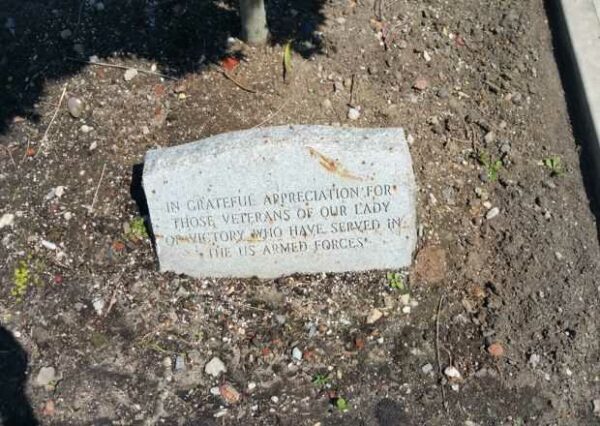 IN GRATEFUL APPRECIATION FOR
THOSE VETERANS OF OUR LADY
OF VICTORY WHO HAVE SERVED IN
THE US ARMED FORCES